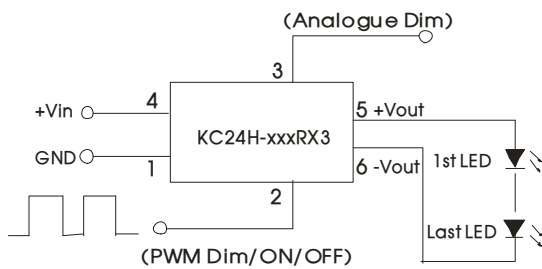 (Analogue Dim)
3
4
+Vin
5 +Vout
KC24H-xxxRX3
GND
1
6 -Vout
1st LED
2
Last LED
(PWM Dim/ON/OFF)